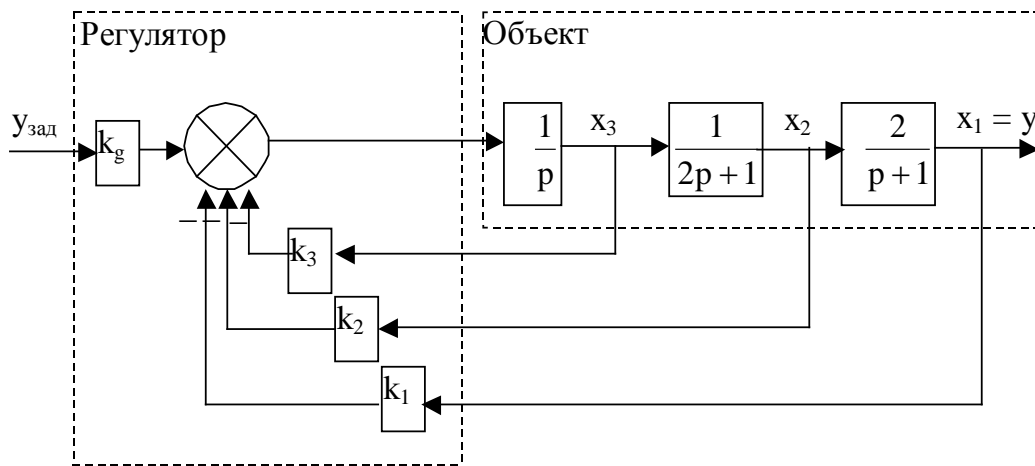 Регулятор
Объект
yзад
kg
1
p
x3
1
2p + 1
x2
2
p + 1
x1 = y
k3
k2
k1